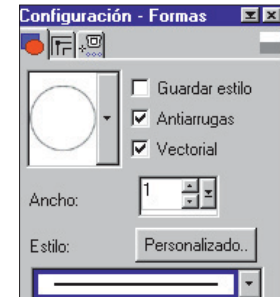 Configuración - Formas
Guardar estilo
Antiarrugas
Vectorial
Ancho:
1
Estilo:
Personalizado..